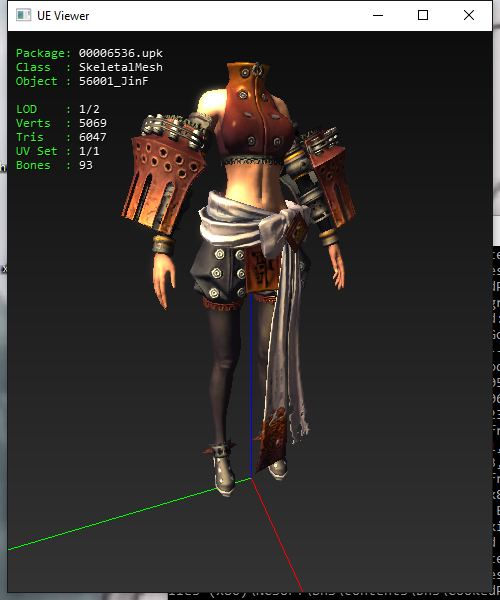 UE Viewer
Package: 00006536.upk
Class : SkeletalMesh
Object : 56001_JinF
LOD : 1/2
Verts : 5069
Tris : 6047
UV Set : 1/1
Bones : 93